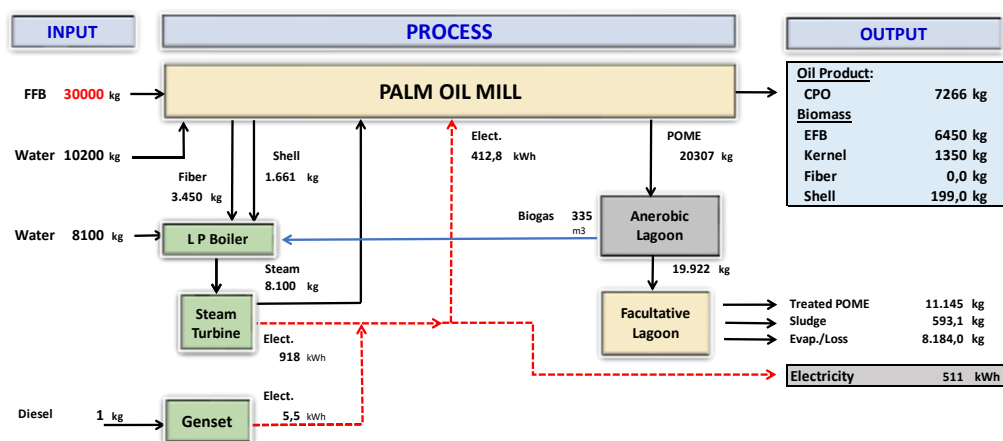 INPUT
PROCESS
OUTPUT
FFB 30000 kg
PALM OIL MILL
Oil Product:
CPO 7266 kg
Biomass
EFB 6450 kg
Kernel 1350 kg
Fiber 0,0 kg
Shell 199,0 kg
Water 10200 kg
Fiber
3.450 kg
Shell
1.661 kg
Elect.
412,8 kWh
POME
20307 kg
Water 8100 kg
L P Boiler
Biogas 335
m3
Anerobic
Lagoon
Steam
8.100 kg
19.922 kg
Steam
Turbine
Elect.
918 kWh
Facultative
Lagoon
Treated POME 11.145 kg
Sludge 593,1 kg
Evap./Loss 8.184,0 kg
Electricity 511 kWh
Diesel 1 kg
Genset
Elect.
5,5 kWh